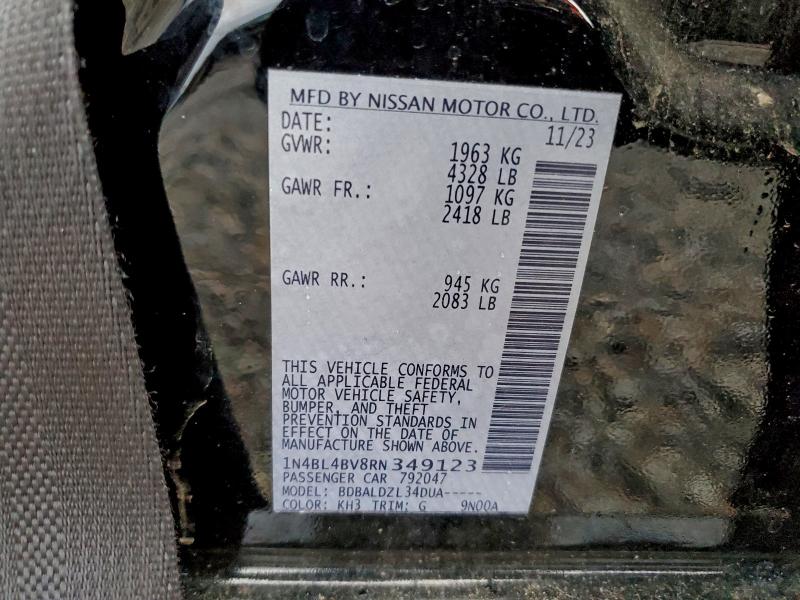 MFD BY NISSAN MOTOR CO., LTD.
DATE: 11/23
GVWR: 1963 KG
4328 LB
GAWR FR.: 1097 KG
2418 LB
GAWR RR.: 945 KG
2083 LB
THIS VEHICLE CONFORMS TO
ALL APPLICABLE FEDERAL
MOTOR VEHICLE SAFETY,
BUMPER, AND THEFT
PREVENTION STANDARDS IN
EFFECT ON THE DATE OF
MANUFACTURE SHOWN ABOVE.
1N4BL4BV8RN349123
PASSENGER CAR 792047
MODEL: BDBALDZL34DUA-----
COLOR: KH3 TRIM: G 9N00A